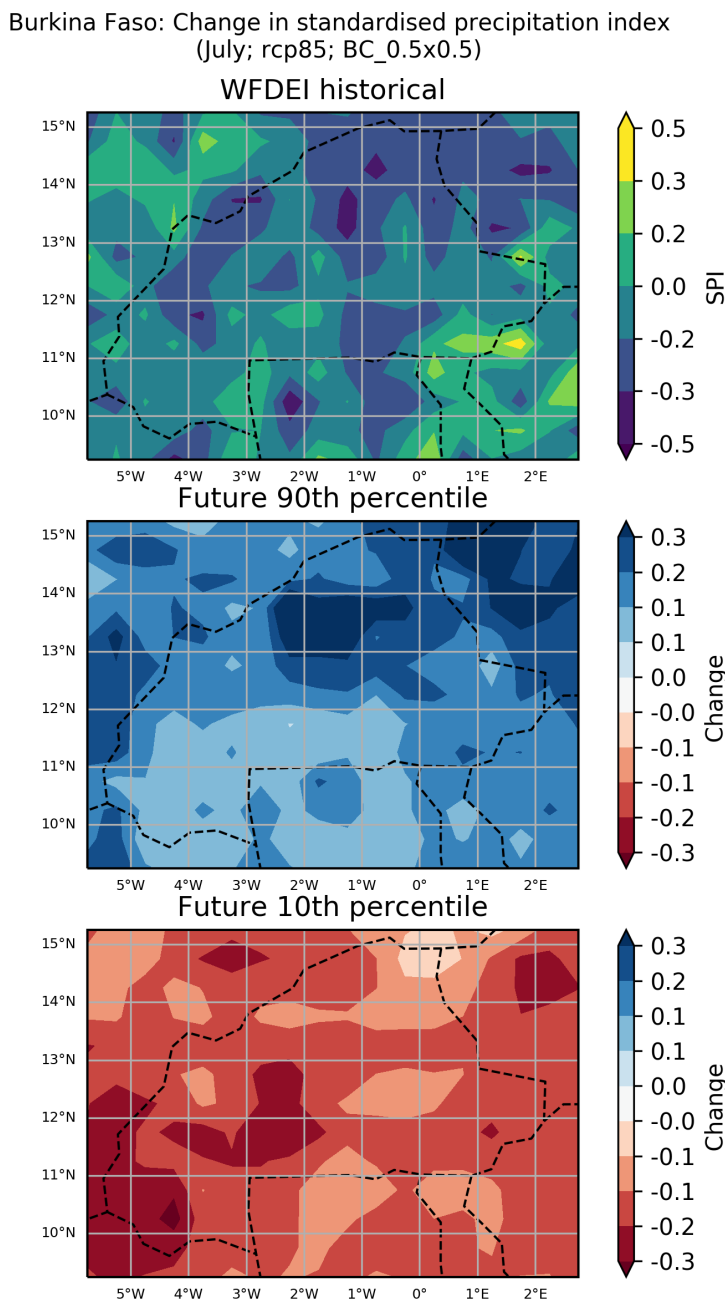 Burkina Faso: Change in standardised precipitation index
(July; rcp85; BC_0.5x0.5)
WFDEI historical
15°N
14°N
13°N
12°N
11°N
10°N
5°W 4°W 3°W 2°W 1°W 0° 1°E 2°E
0.5
0.3
0.2
0.0
-0.2
-0.3
-0.5
SPI
Future 90th percentile
15°N
14°N
13°N
12°N
11°N
10°N
5°W 4°W 3°W 2°W 1°W 0° 1°E 2°E
0.3
0.2
0.1
0.1
0.0
-0.0
-0.1
-0.1
-0.2
-0.3
Change
Future 10th percentile
15°N
14°N
13°N
12°N
11°N
10°N
5°W 4°W 3°W 2°W 1°W 0° 1°E 2°E
0.3
0.2
0.1
0.1
0.0
-0.0
-0.1
-0.1
-0.2
-0.3
Change